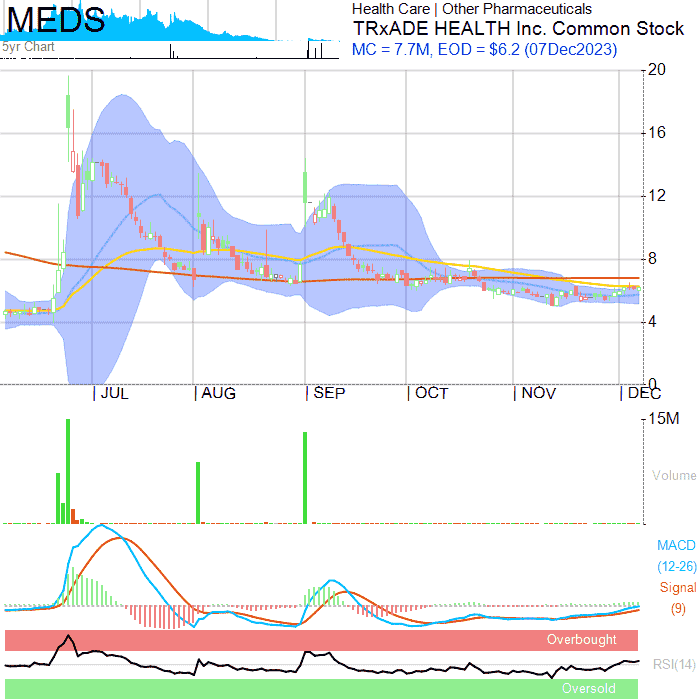 MEDS
5yr Chart
Health Care | Other Pharmaceuticals
TRxADE HEALTH Inc. Common Stock
MC = 7.7M, EOD = $6.2 (07Dec2023)
20
16
12
8
4
0
JUL AUG SEP OCT NOV DEC
15M
Volume
MACD
(12-26)
Signal
(9)
Overbought
RSI(14)
Oversold